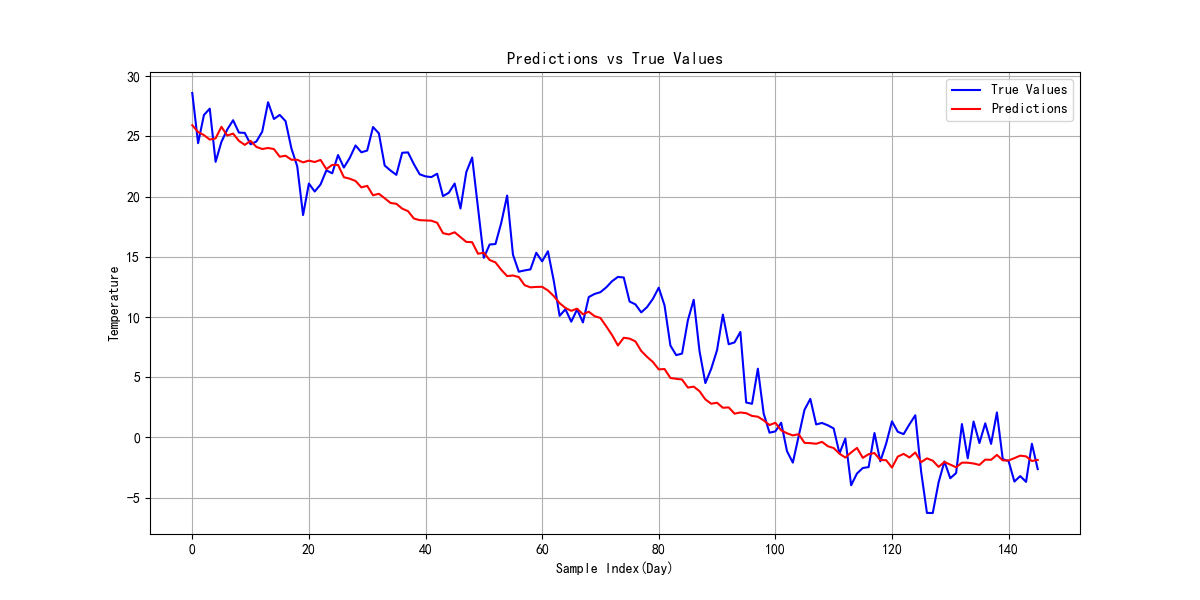 Predictions vs True Values
True Values
Predictions
Temperature
30
25
20
15
10
5
0
−5
0 20 40 60 80 100 120 140
Sample Index(Day)